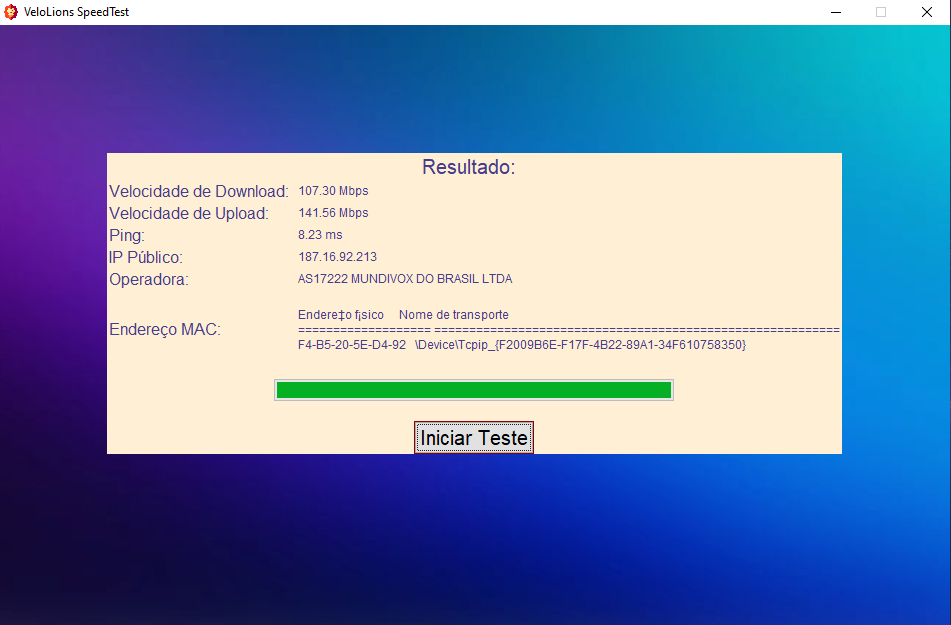 VeloLions SpeedTest
Resultado:
Velocidade de Download: 107.30 Mbps
Velocidade de Upload: 141.56 Mbps
Ping: 8.23 ms
IP Público: 187.16.92.213
Operadora: AS17222 MUNDIVOX DO BRASIL LTDA
Endere‡o f¡sico Nome de transporte
Endereço MAC: =================== ==========================================================
F4-B5-20-5E-D4-92 \Device\Tcpip_{F2009B6E-F17F-4B22-89A1-34F610758350}
Iniciar Teste